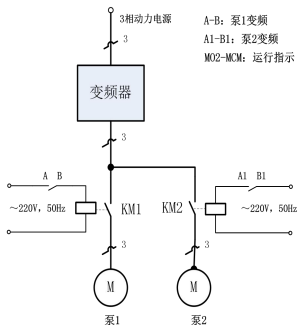 3相动力电源
A-B：泵1变频
A1-B1：泵2变频
MO2-MCM：运行指示
3
变频器
3
A B
A1 B1
KM1
KM2
～220V，50Hz
～220V，50Hz
3
3
M
M
泵1
泵2